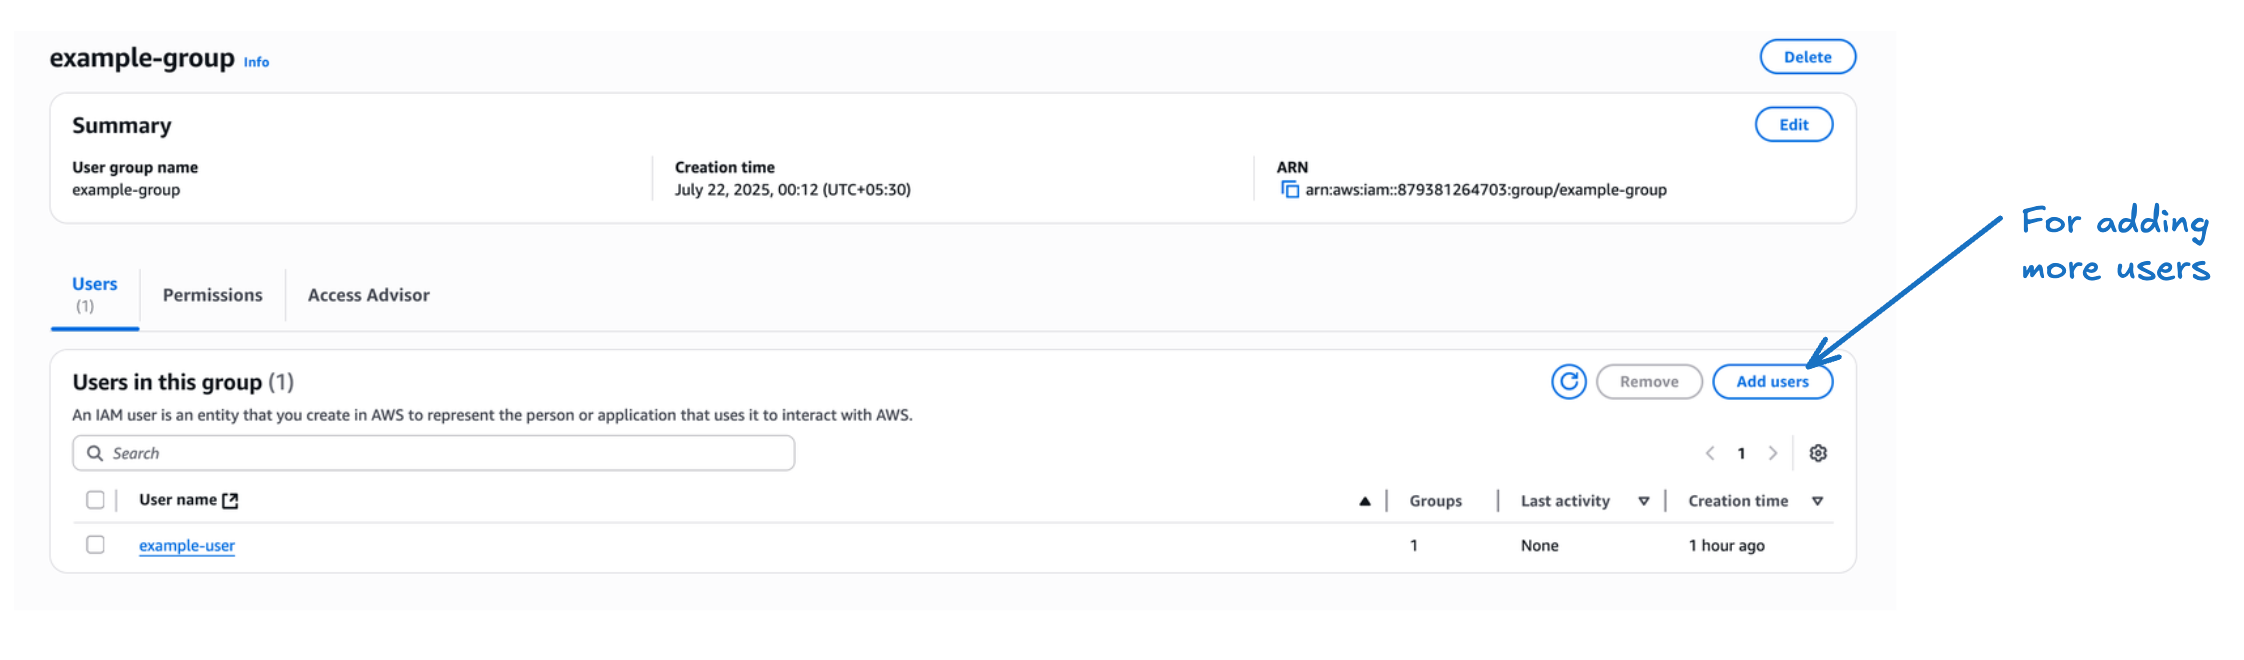 example-group Info
Delete
Summary
Edit
User group name
example-group
Creation time
July 22, 2025, 00:12 (UTC+05:30)
ARN
arn:aws:iam::879381264703:group/example-group
For adding
more users
Users
(1)
Permissions
Access Advisor
Users in this group (1)
Remove
Add users
An IAM user is an entity that you create in AWS to represent the person or application that uses it to interact with AWS.
Search
1
User name
Groups
Last activity
Creation time
example-user
1
None
1 hour ago